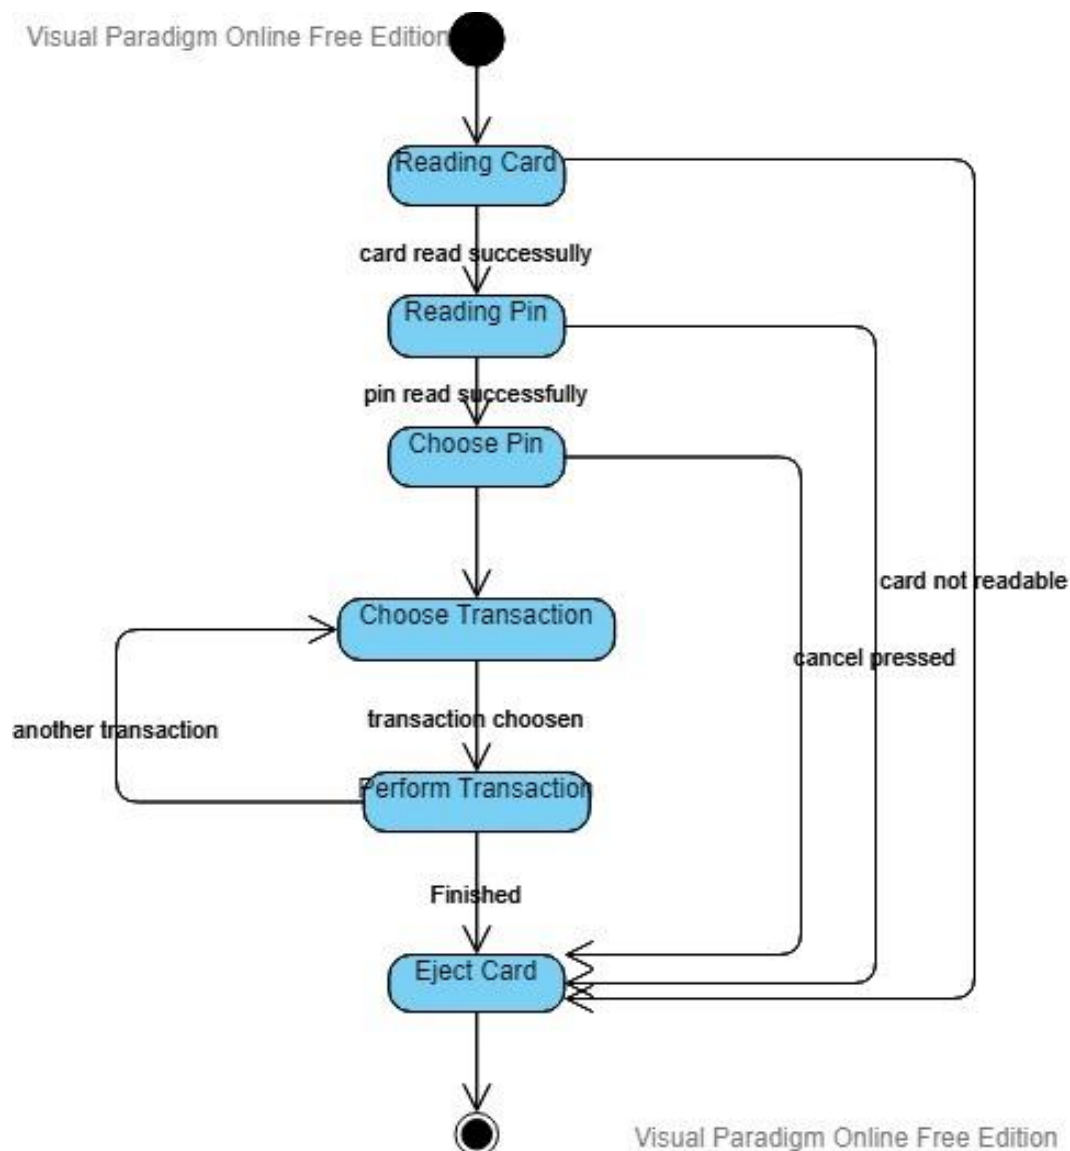 Visual Paradigm Online Free Edition
Reading Card
card read successully
Reading Pin
pin read successfully
Choose Pin
card not readable
Choose Transaction
cancel pressed
transaction choosen
another transaction
Perform Transaction
Finished
Eject Card
Visual Paradigm Online Free Edition